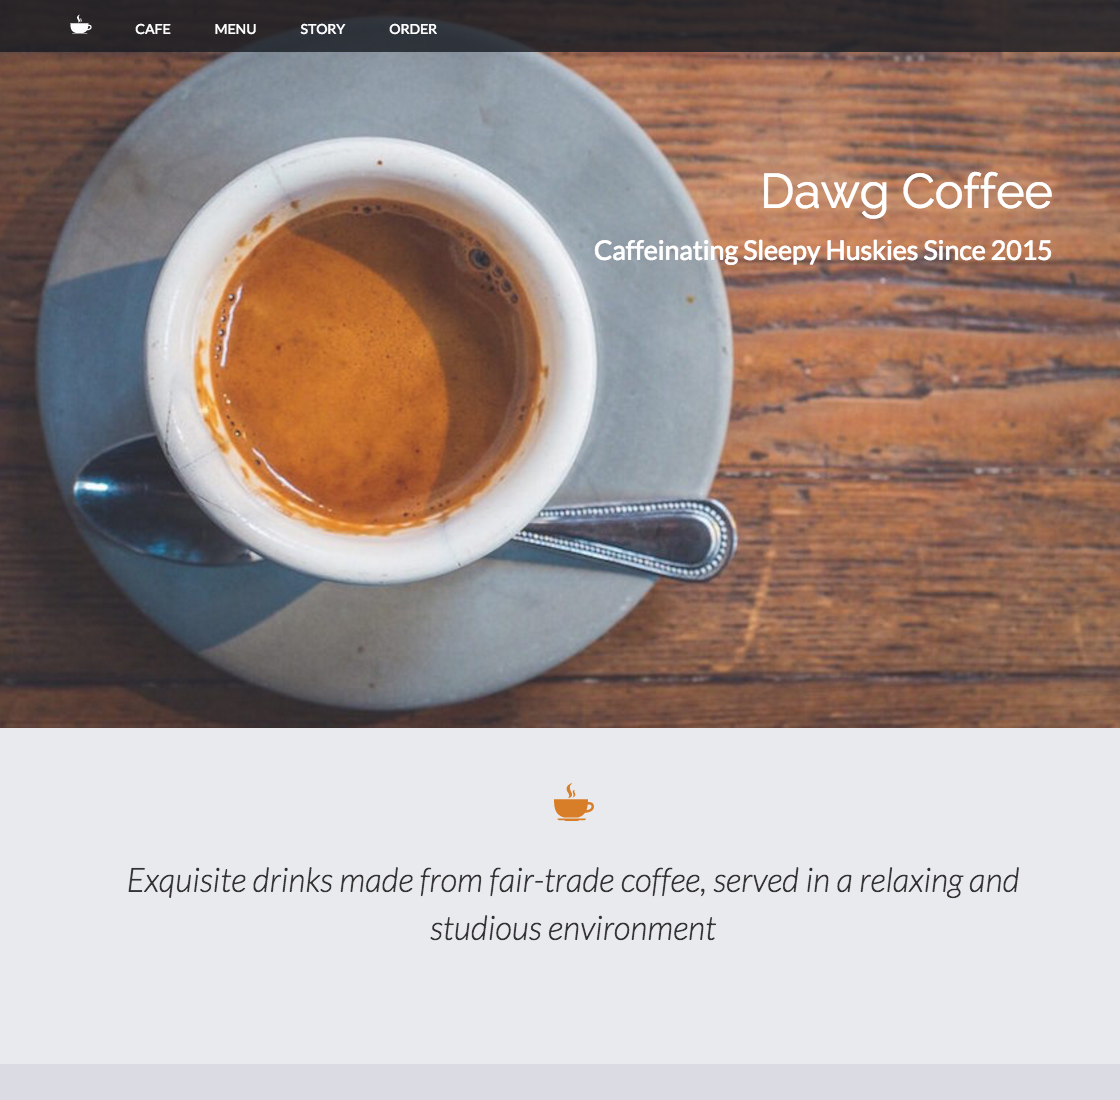 CAFE MENU STORY ORDER
Dawg Coffee
Caffeinating Sleepy Huskies Since 2015
Exquisite drinks made from fair-trade coffee, served in a relaxing and
studious environment